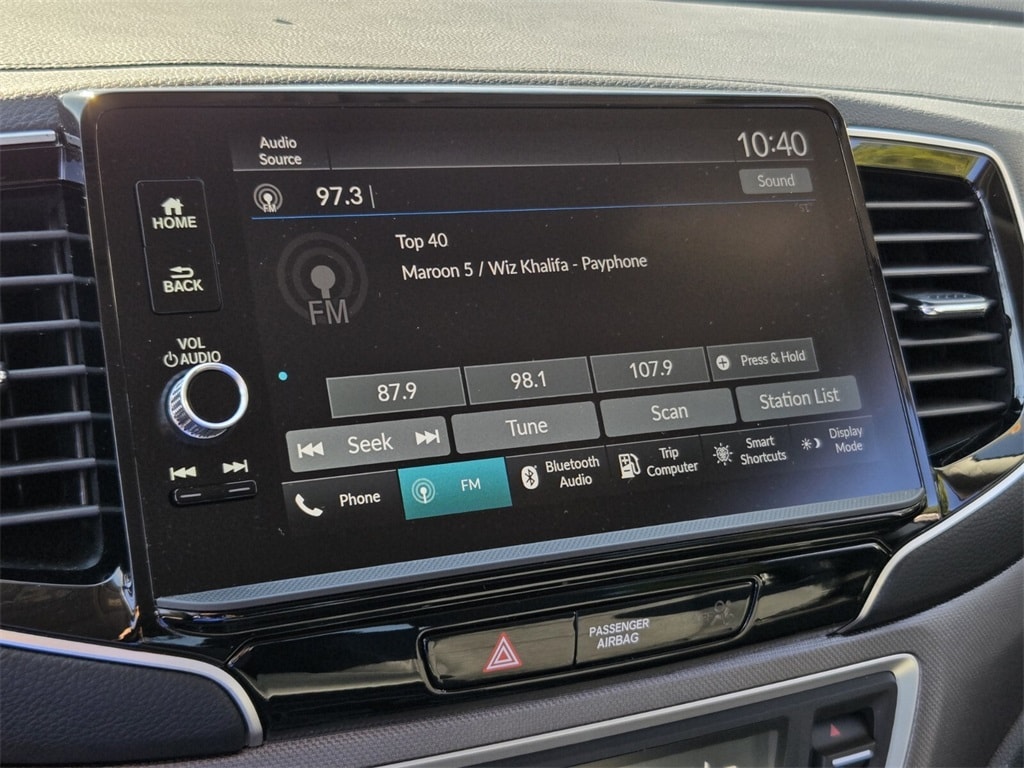 Audio
Source
10:40
HOME
FM
97.3
Sound
Top 40
Maroon 5 / Wiz Khalifa - Payphone
BACK
FM
VOL
AUDIO
87.9
98.1
107.9
Press & Hold
Seek
Tune
Scan
Station List
Phone
FM
Bluetooth
Audio
Trip
Computer
Smart
Shortcuts
Display
Mode
PASSENGER
AIRBAG